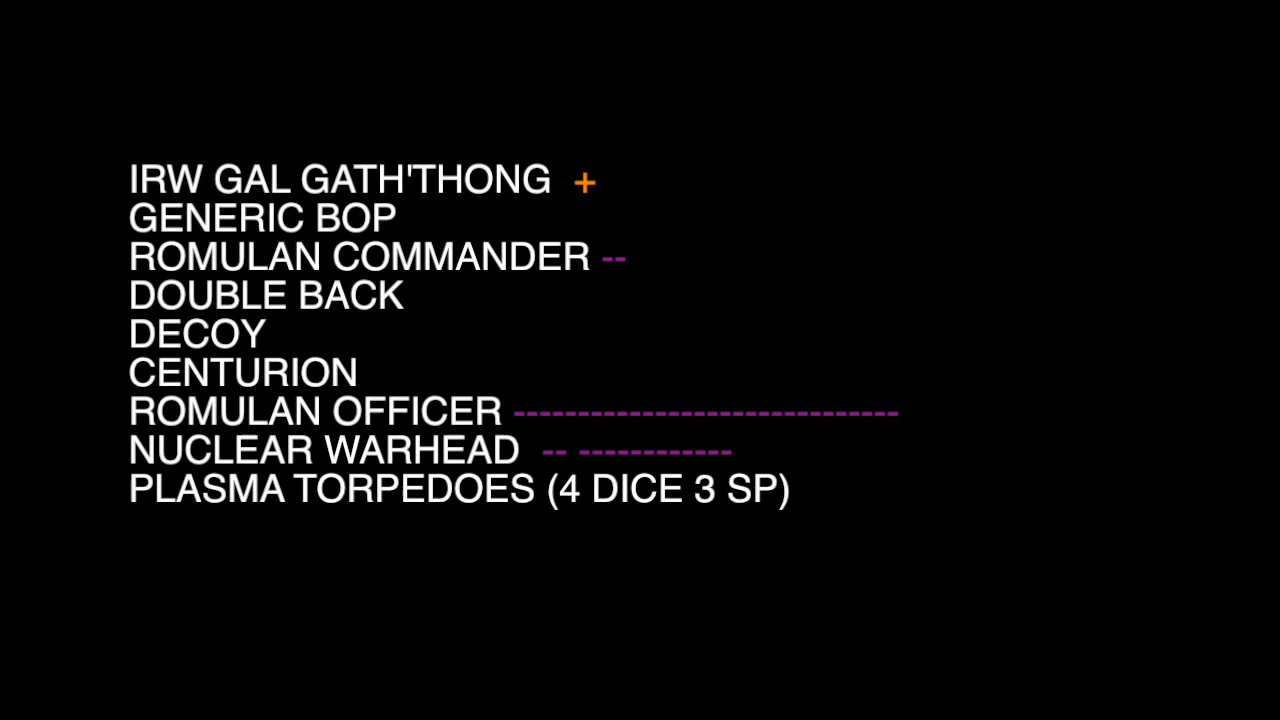 IRW GAL GATH'THONG +
GENERIC BOP
ROMULAN COMMANDER --
DOUBLE BACK
DECOY
CENTURION
ROMULAN OFFICER ------------------------------
NUCLEAR WARHEAD -- ------------
PLASMA TORPEDOES (4 DICE 3 SP)